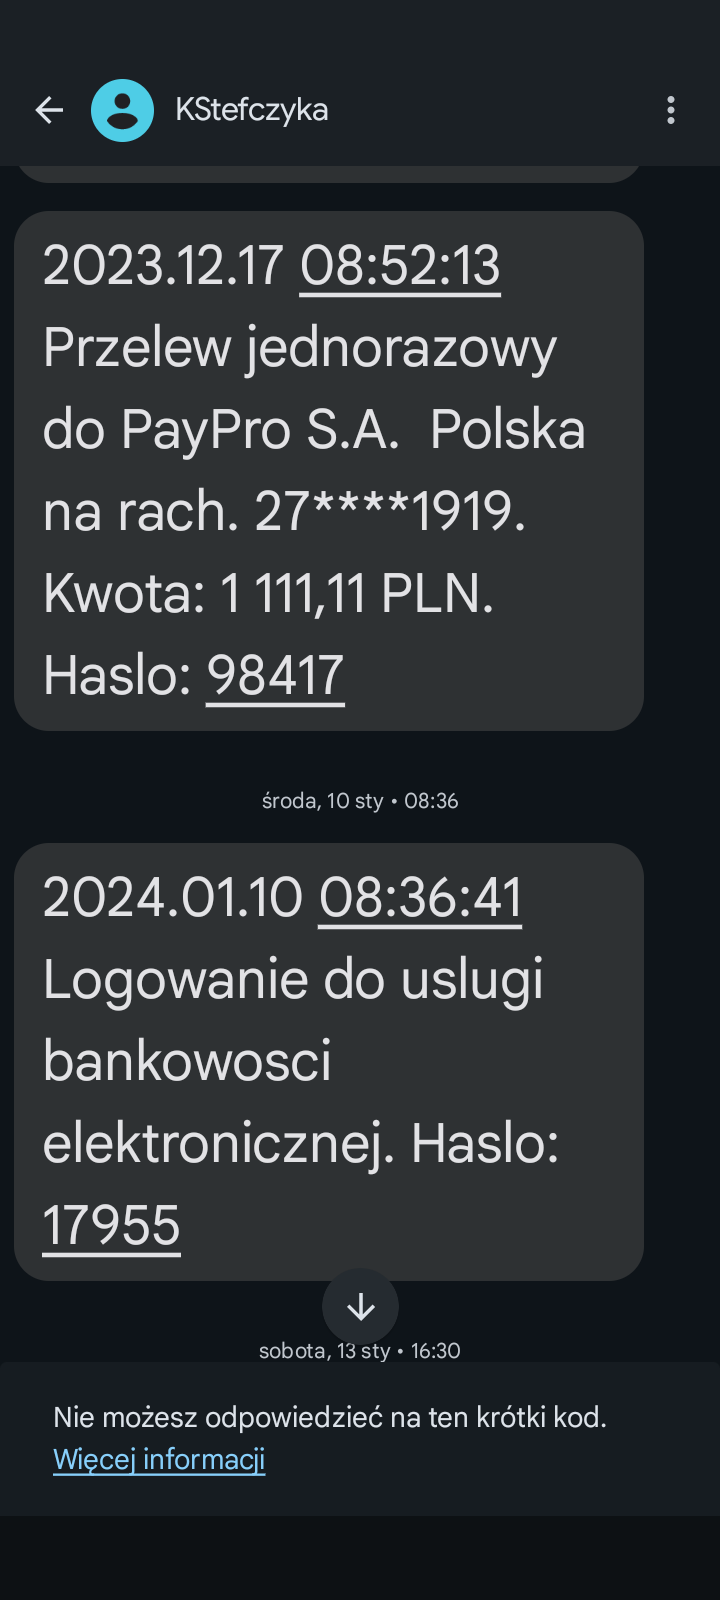 KStefczyka
2023.12.17 08:52:13
Przelew jednorazowy
do PayPro S.A.  Polska
na rach. 27****1919.
Kwota: 1 111,11 PLN.
Haslo: 98417
środa, 10 sty • 08:36
2024.01.10 08:36:41
Logowanie do uslugi
bankowosci
elektronicznej. Haslo:
17955
sobota, 13 sty • 16:30
Nie możesz odpowiedzieć na ten krótki kod.
Więcej informacji